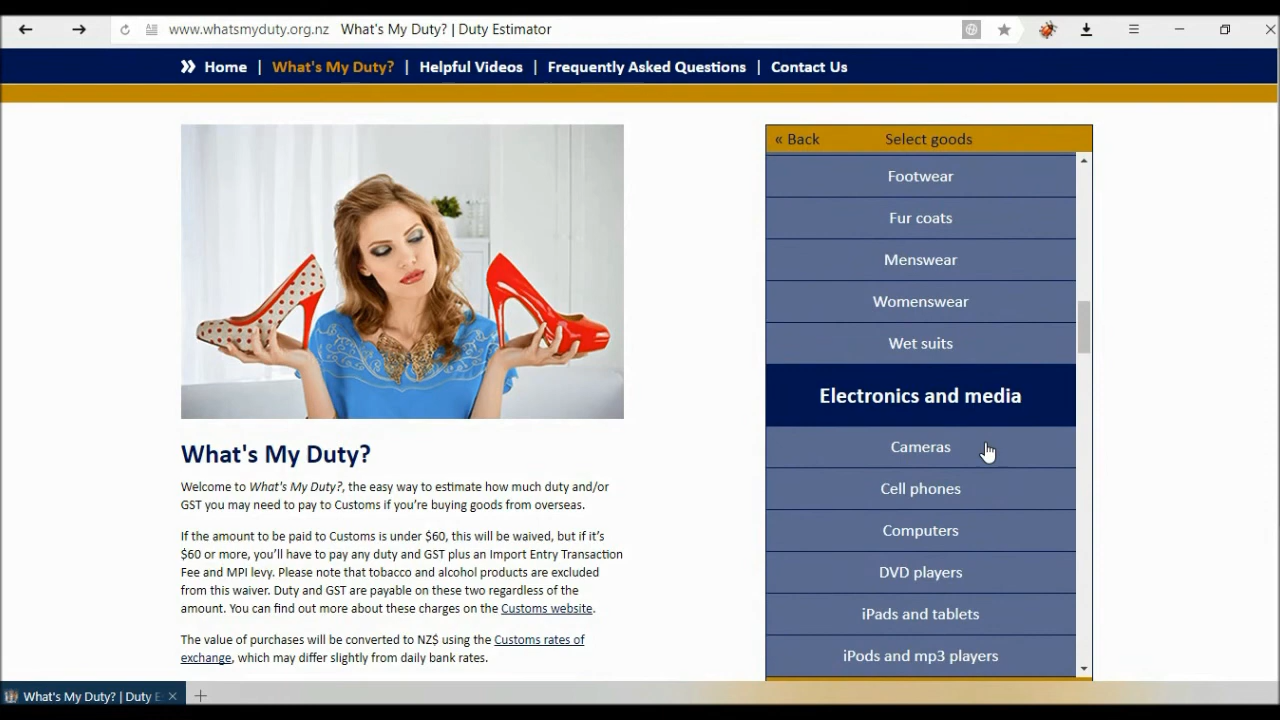 www.whatsmyduty.org.nz What's My Duty? | Duty Estimator
Home | What's My Duty? | Helpful Videos | Frequently Asked Questions | Contact Us
« Back Select goods
Footwear
Fur coats
Menswear
Womenswear
Wet suits
Electronics and media
Cameras
Cell phones
Computers
DVD players
iPads and tablets
iPods and mp3 players
What's My Duty?
Welcome to What's My Duty?, the easy way to estimate how much duty and/or
GST you may need to pay to Customs if you're buying goods from overseas.
If the amount to be paid to Customs is under $60, this will be waived, but if it's
$60 or more, you'll have to pay any duty and GST plus an Import Entry Transaction
Fee and MPI levy. Please note that tobacco and alcohol products are excluded
from this waiver. Duty and GST are payable on these two regardless of the
amount. You can find out more about these charges on the Customs website.
The value of purchases will be converted to NZ$ using the Customs rates of
exchange, which may differ slightly from daily bank rates.
What's My Duty? | Duty E